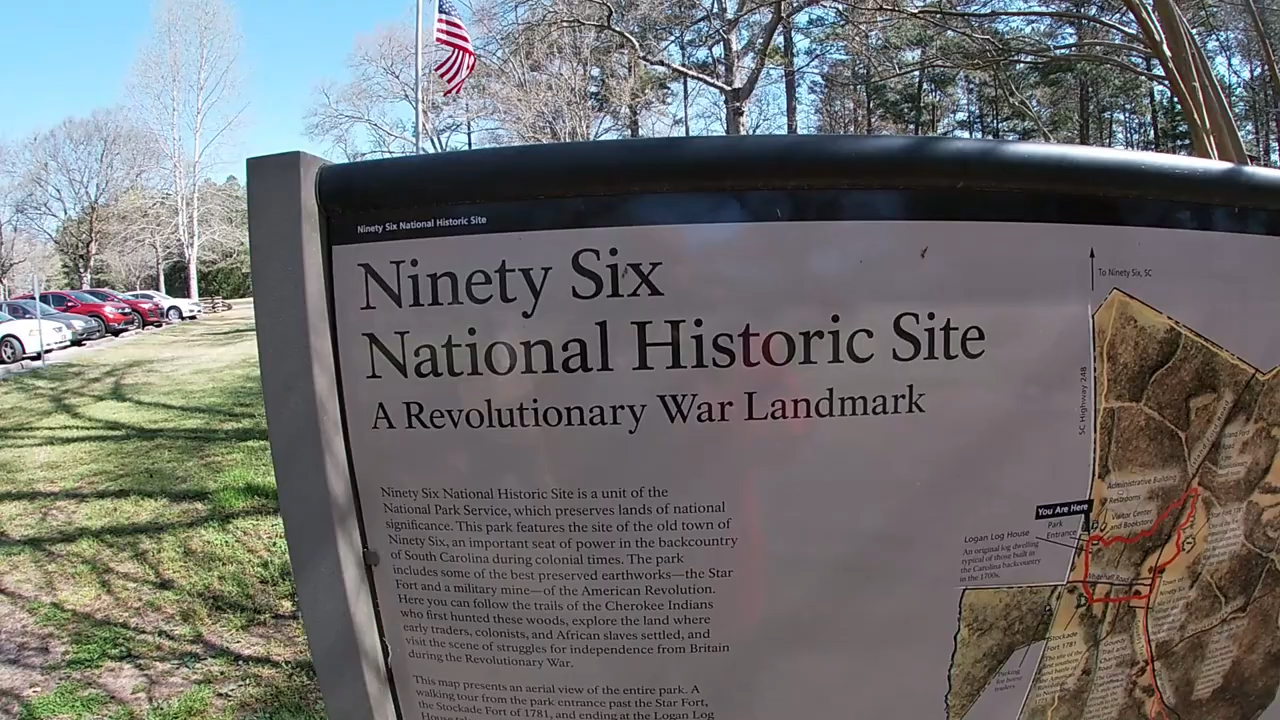 Ninety Six National Historic Site
Ninety Six
National Historic Site
A Revolutionary War Landmark
Ninety Six National Historic Site is a unit of the
National Park Service, which preserves lands of national
significance. This park features the site of the old town of
Ninety Six, an important seat of power in the backcountry
of South Carolina during colonial times. The park
includes some of the best preserved earthworks—the Star
Fort and a military mine—of the American Revolution.
Here you can follow the trails of the Cherokee Indians
who first hunted these woods, explore the land where
early traders, colonists, and African slaves settled, and
visit the scene of struggles for independence from Britain
during the Revolutionary War.
This map presents an aerial view of the entire park. A
walking tour from the park entrance past the Star Fort,
the Stockade Fort of 1781, and ending at the Logan Log
To Ninety Six, SC
SC Highway 248
Administrative Building
Restrooms
You Are Here
Visitor Center
and Bookstore
Park
Entrance
Logan Log House
An original log dwelling
typical of those built in
the Carolina backcountry
in the 1700s.
Whitehall Road
Stockade
Fort 1781
Parking
for horse
trailers